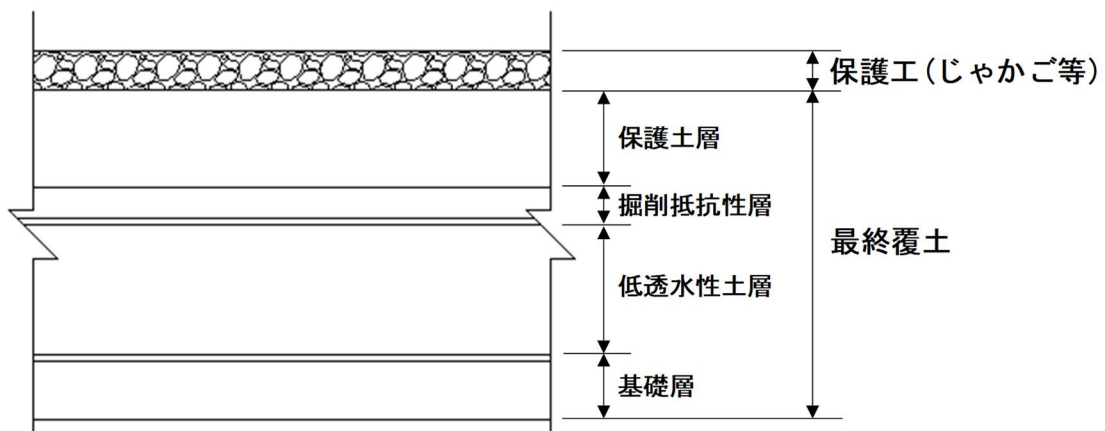 保護工(じゃかご等)
保護土層
掘削抵抗性層
最終覆土
低透水性土層
基礎層